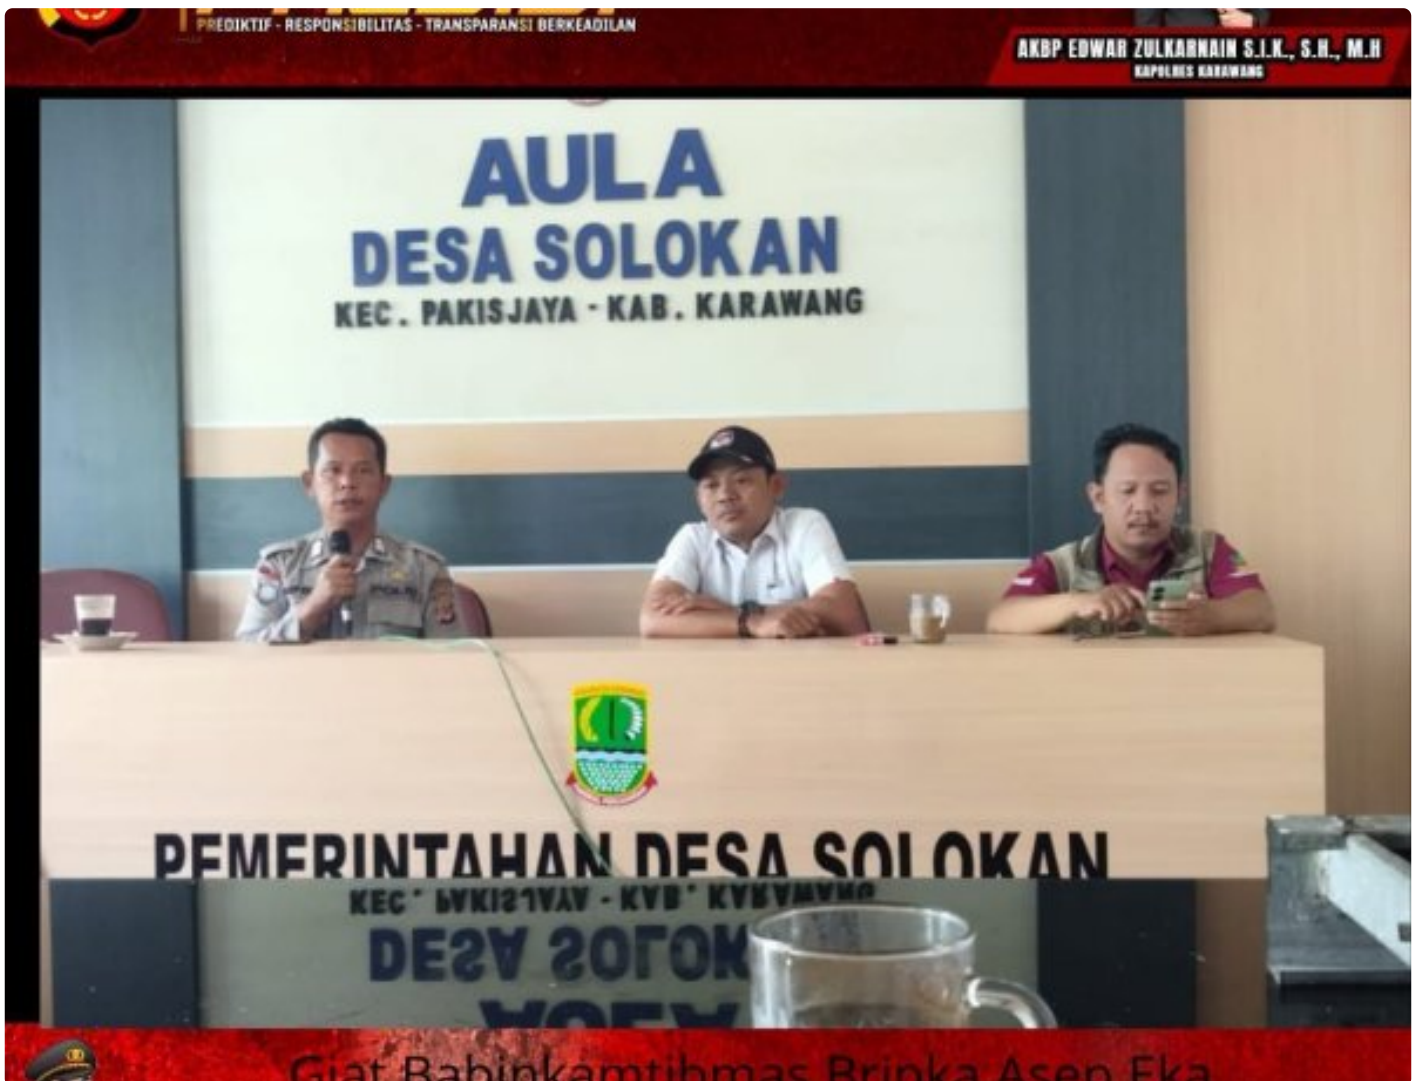 PREDIKTIF - RESPONSIBILITAS - TRANSPARANSI BERKEADILAN
AKBP EDWAR ZULKARNAIN S.I.K., S.H., M.H
KAPOLRES KARAWANG
AULA
DESA SOLOKAN
KEC. PAKISJAYA - KAB. KARAWANG
PEMERINTAHAN DESA SOLOKAN
Giat Babinkamtibmas Bripka Asep Eka